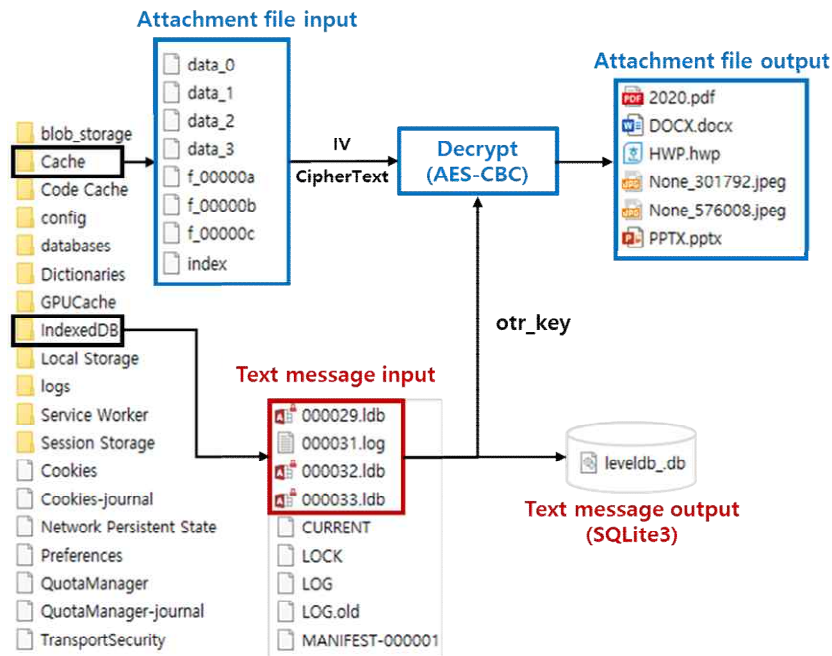 Attachment file input
data_0
data_1
data_2
data_3
f_00000a
f_00000b
f_00000c
index
IV
CipherText
Decrypt
(AES-CBC)
Attachment file output
2020.pdf
DOCX.docx
HWP.hwp
None_301792.jpeg
None_576008.jpeg
PPTX.pptx
blob_storage
Cache
Code Cache
config
databases
Dictionaries
GPUCache
IndexedDB
Local Storage
logs
Service Worker
Session Storage
Cookies
Cookies-journal
Network Persistent State
Preferences
QuotaManager
QuotaManager-journal
TransportSecurity
otr_key
Text message input
000029.ldb
000031.log
000032.ldb
000033.ldb
CURRENT
LOCK
LOG
LOG.old
MANIFEST-000001
leveldb_.db
Text message output
(SQLite3)